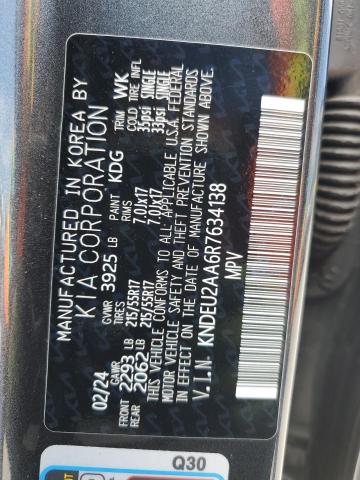 MANUFACTURED IN KOREA BY
KIA CORPORATION
02/24 GVWR 3925 LB PAINT KDG TRIM WK
GAWR TIRES RIMS COLD TIRE INFL
FRONT 2293 LB 215/55R17 7.0Jx17 35psi SINGLE
REAR 2062 LB 215/55R17 7.0Jx17 33psi SINGLE
THIS VEHICLE CONFORMS TO ALL APPLICABLE U.S.A. FEDERAL
MOTOR VEHICLE SAFETY AND THEFT PREVENTION STANDARDS
IN EFFECT ON THE DATE OF MANUFACTURE SHOWN ABOVE.
V.I.N. KNDEU2AA6R7634138
MPV
Q30